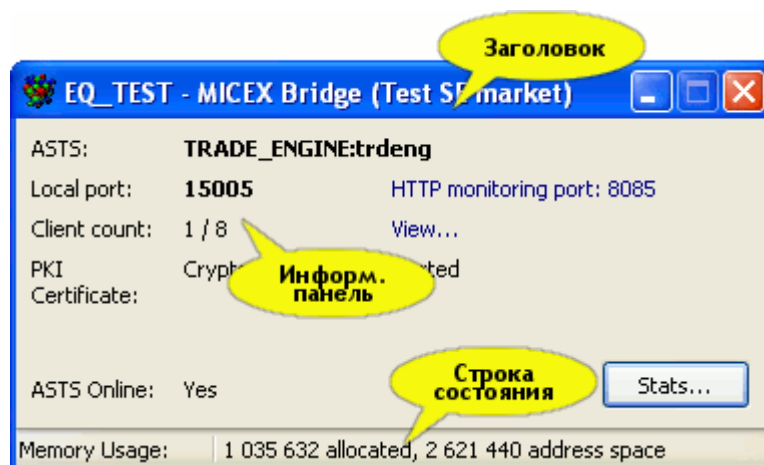 Заголовок
EQ_TEST - MICEX Bridge (Test SE market)
ASTS: TRADE_ENGINE:trdeng
Local port: 15005 HTTP monitoring port: 8085
Client count: 1 / 8 View...
PKI
Certificate:
Информ.
панель
ASTS Online: Yes
Строка
состояния
Stats...
Memory Usage: 1 035 632 allocated, 2 621 440 address space